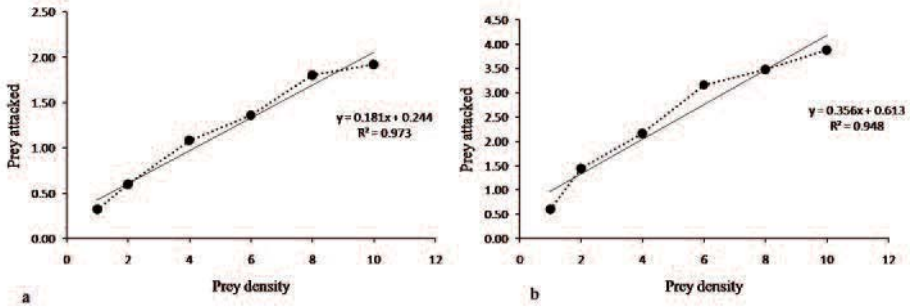 2.50
2.00
1.50
1.00
0.50
0.00
Prey attacked
y = 0.181x + 0.244
R² = 0.973
0 2 4 6 8 10 12
Prey density
a
4.50
4.00
3.50
3.00
2.50
2.00
1.50
1.00
0.50
0.00
Prey attacked
y = 0.356x + 0.613
R² = 0.948
0 2 4 6 8 10 12
Prey density
b